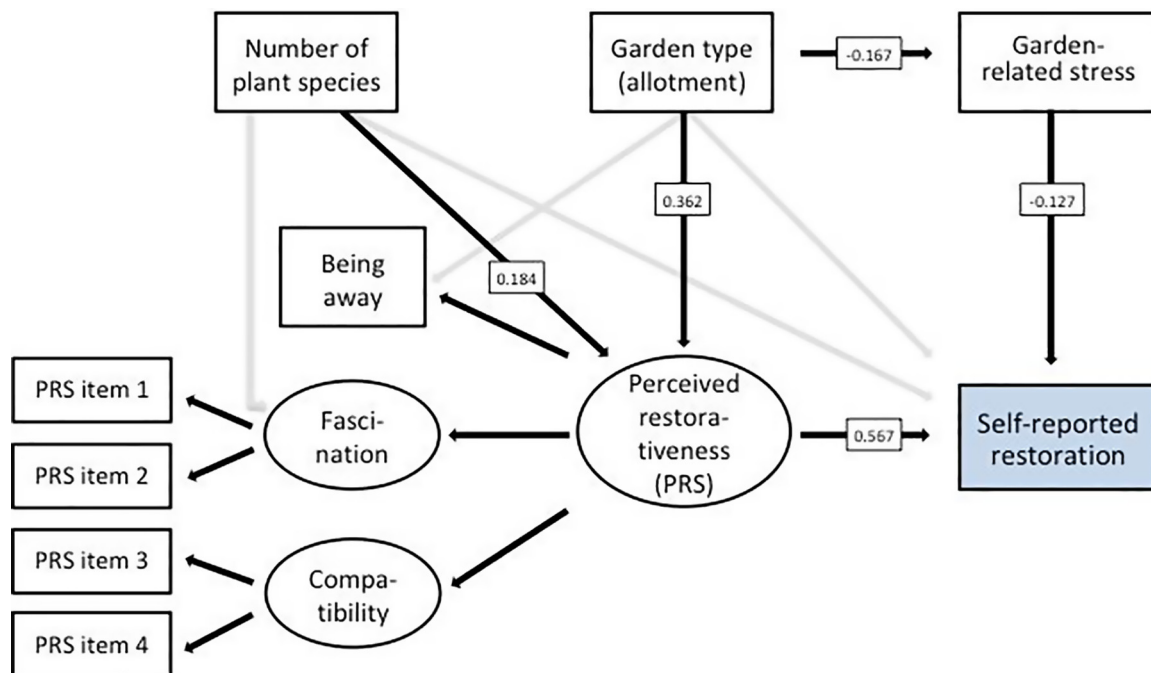 Number of
plant species
Garden type
(allotment)
-0.167
Garden-
related stress
0.362
-0.127
Being
away
0.184
PRS item 1
PRS item 2
PRS item 3
PRS item 4
Fasci-
nation
Compa-
tibility
Perceived
restora-
tiveness
(PRS)
0.567
Self-reported
restoration